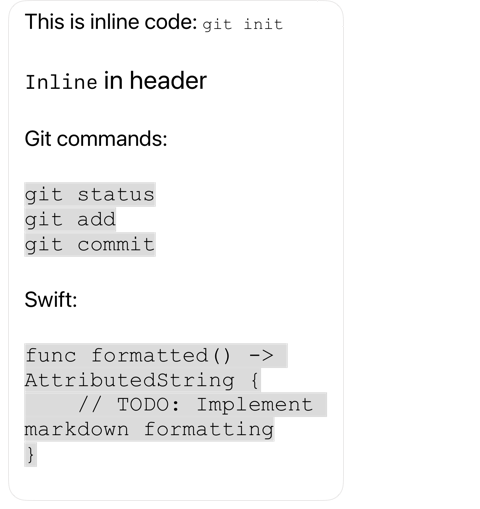 This is inline code: git init
Inline in header
Git commands:
git status
git add
git commit
Swift:
func formatted() ->
AttributedString {
    // TODO: Implement
markdown formatting
}